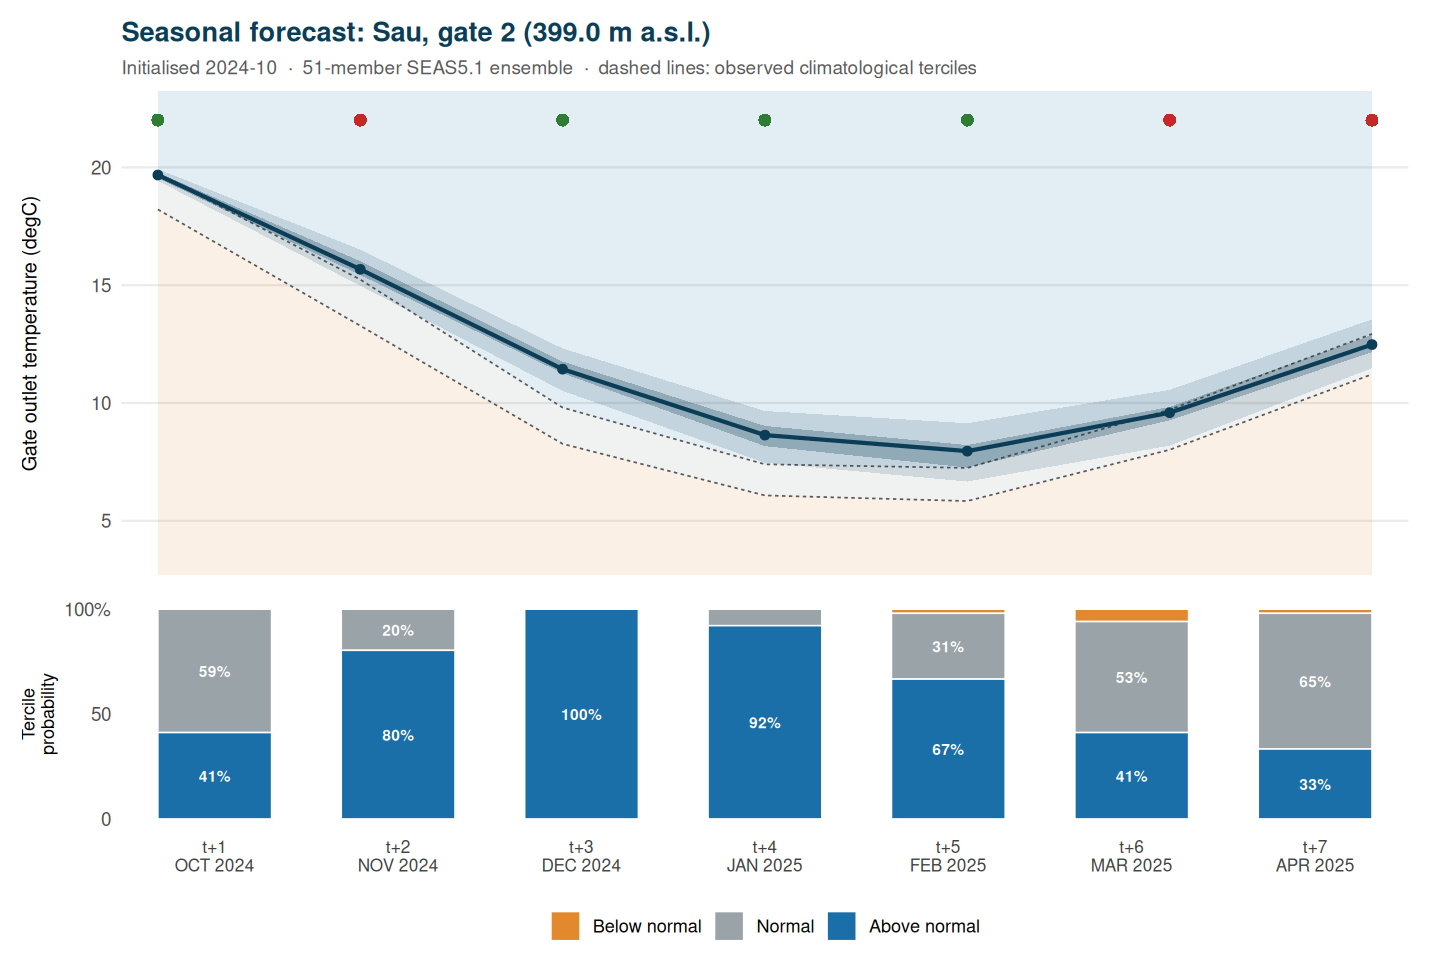 Seasonal forecast: Sau, gate 2 (399.0 m a.s.l.)
Initialised 2024-10 · 51-member SEAS5.1 ensemble · dashed lines: observed climatological terciles
Gate outlet temperature (degC)
20
15
10
5
Tercile
probability
100%
50
0
59%
41%
20%
80%
100%
92%
31%
67%
53%
41%
65%
33%
t+1
OCT 2024
t+2
NOV 2024
t+3
DEC 2024
t+4
JAN 2025
t+5
FEB 2025
t+6
MAR 2025
t+7
APR 2025
Below normal
Normal
Above normal